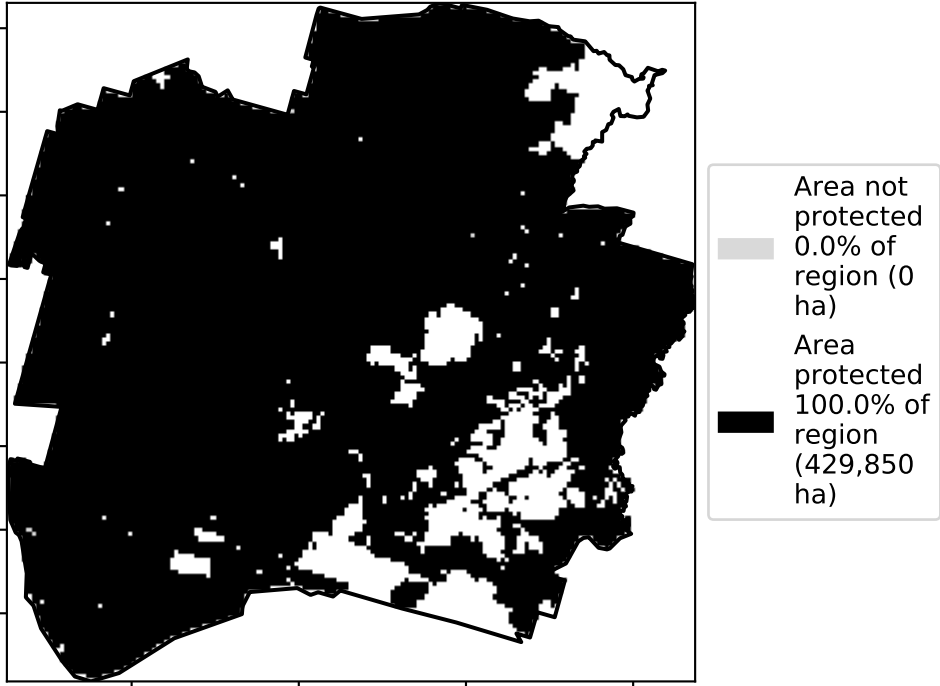 Area not
protected
0.0% of
region (0
ha)
Area
protected
100.0% of
region
(429,850
ha)